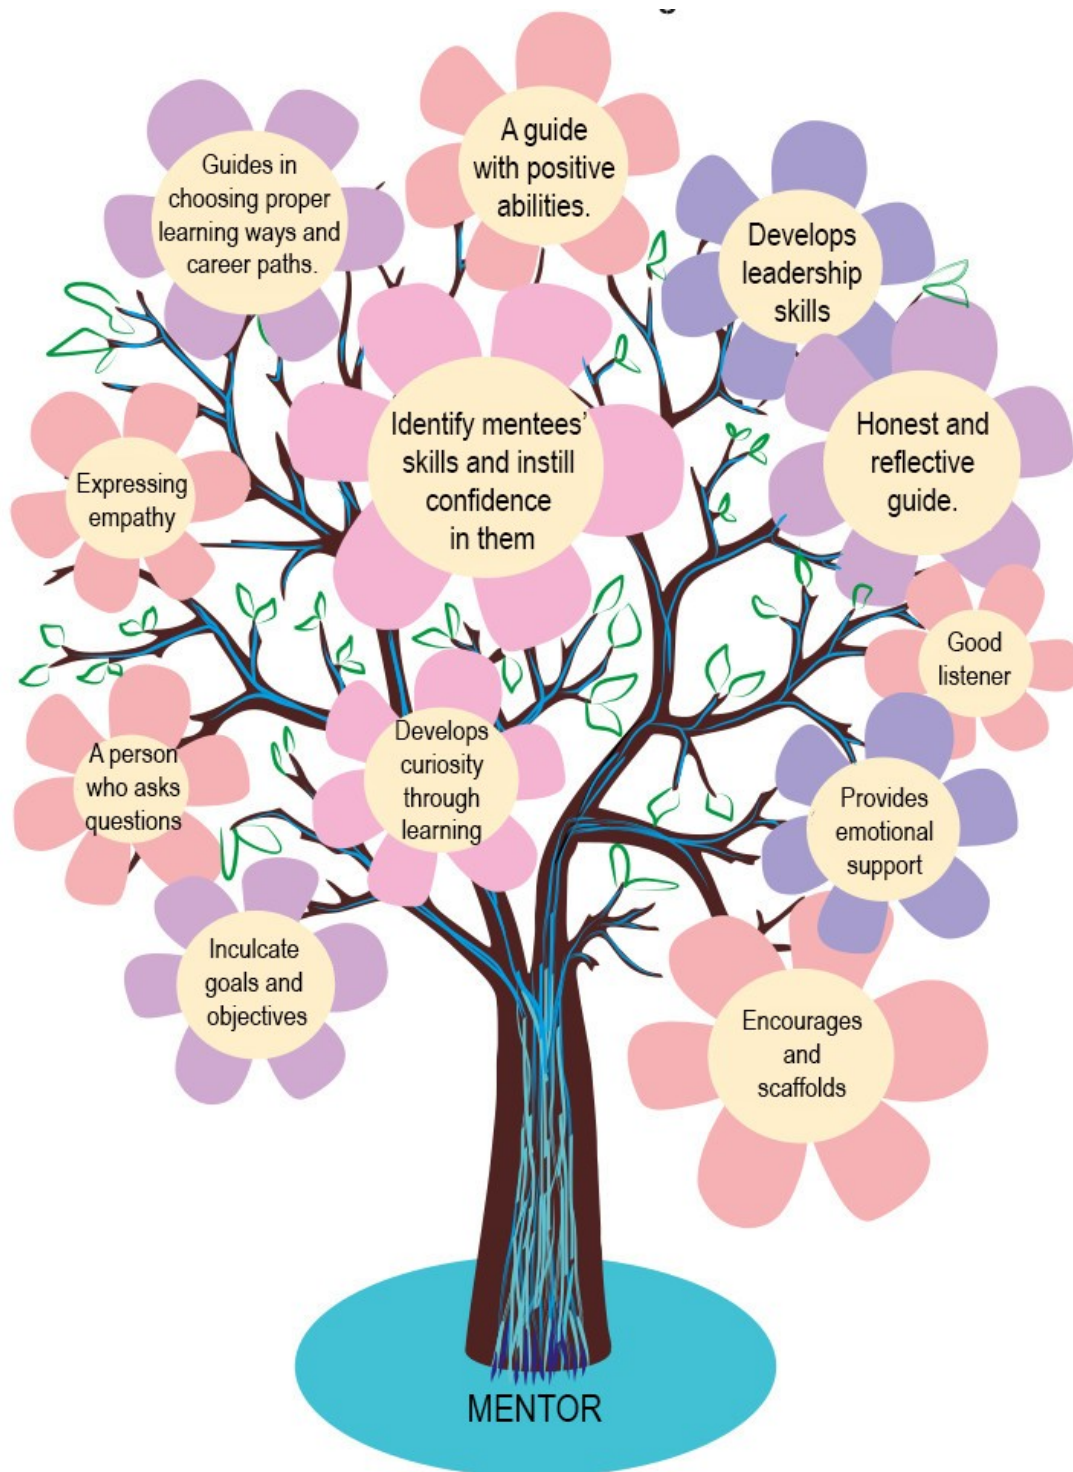 A guide
with positive
abilities.
Guides in
choosing proper
learning ways and
career paths.
Develops
leadership
skills
Identify mentees’
skills and instill
confidence
in them
Honest and
reflective
guide.
Expressing
empathy
Good
listener
Develops
curiosity
through
learning
A person
who asks
questions
Provides
emotional
support
Inculcate
goals and
objectives
Encourages
and
scaffolds
MENTOR